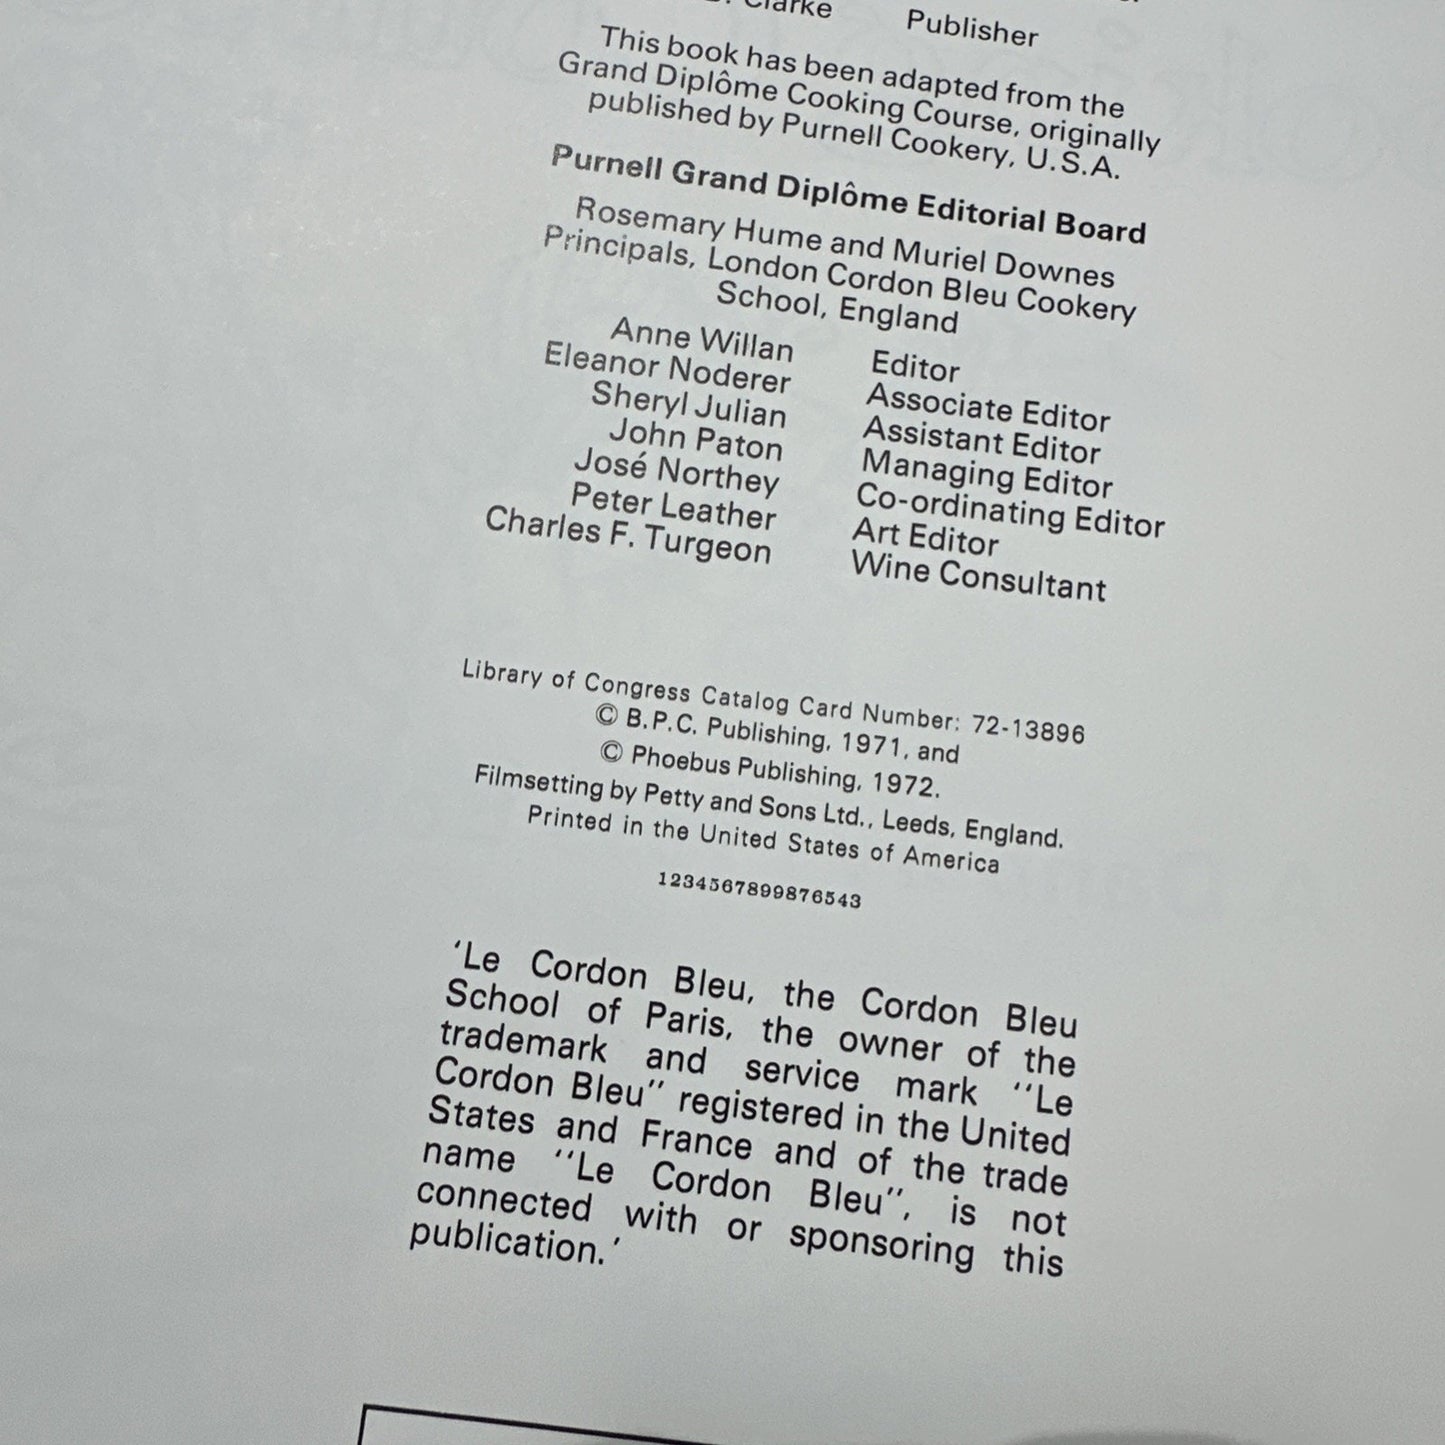 Clarke Publisher
This book has been adapted from the
Grand Diplôme Cooking Course, originally
published by Purnell Cookery, U.S.A.
Purnell Grand Diplôme Editorial Board
Rosemary Hume and Muriel Downes
Principals, London Cordon Bleu Cookery
School, England
Anne Willan Editor
Eleanor Noderer Associate Editor
Sheryl Julian Assistant Editor
John Paton Managing Editor
José Northey Co-ordinating Editor
Peter Leather Art Editor
Charles F. Turgeon Wine Consultant
Library of Congress Catalog Card Number: 72-13896
© B.P.C. Publishing, 1971, and
© Phoebus Publishing, 1972.
Filmsetting by Petty and Sons Ltd., Leeds, England.
Printed in the United States of America
1234567899876543
'Le Cordon Bleu, the Cordon Bleu
School of Paris, the owner of the
trademark and service mark ''Le
Cordon Bleu'' registered in the United
States and France and of the trade
name ''Le Cordon Bleu'', is not
connected with or sponsoring this
publication.'